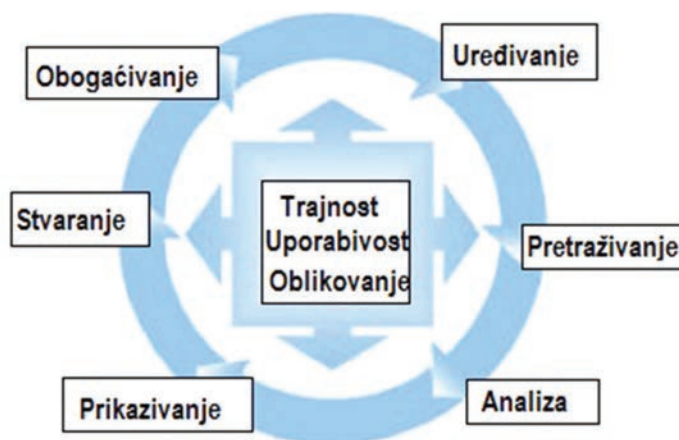 Obogaćivanje
Uređivanje
Stvaranje
Trajnost
Uporabivost
Oblikovanje
Pretraživanje
Prikazivanje
Analiza